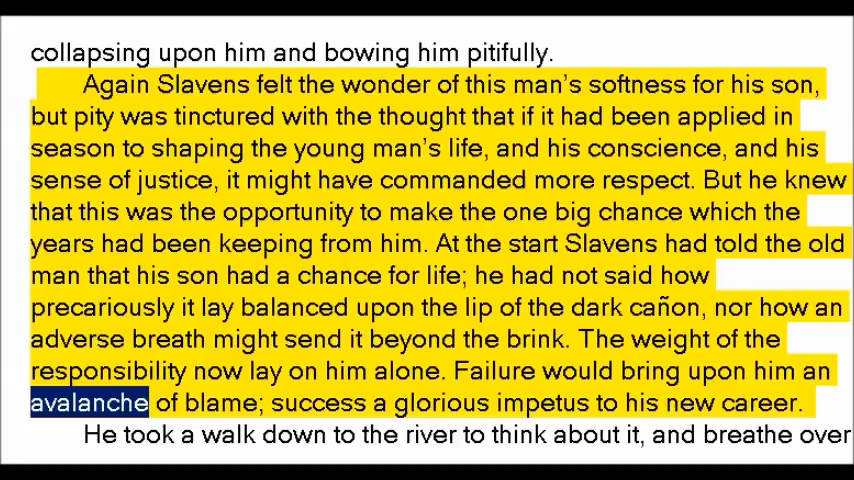 collapsing upon him and bowing him pitifully.
Again Slavens felt the wonder of this man's softness for his son,
but pity was tinctured with the thought that if it had been applied in
season to shaping the young man's life, and his conscience, and his
sense of justice, it might have commanded more respect. But he knew
that this was the opportunity to make the one big chance which the
years had been keeping from him. At the start Slavens had told the old
man that his son had a chance for life; he had not said how
precariously it lay balanced upon the lip of the dark cañon, nor how an
adverse breath might send it beyond the brink. The weight of the
responsibility now lay on him alone. Failure would bring upon him an
avalanche of blame; success a glorious impetus to his new career.
He took a walk down to the river to think about it, and breathe over